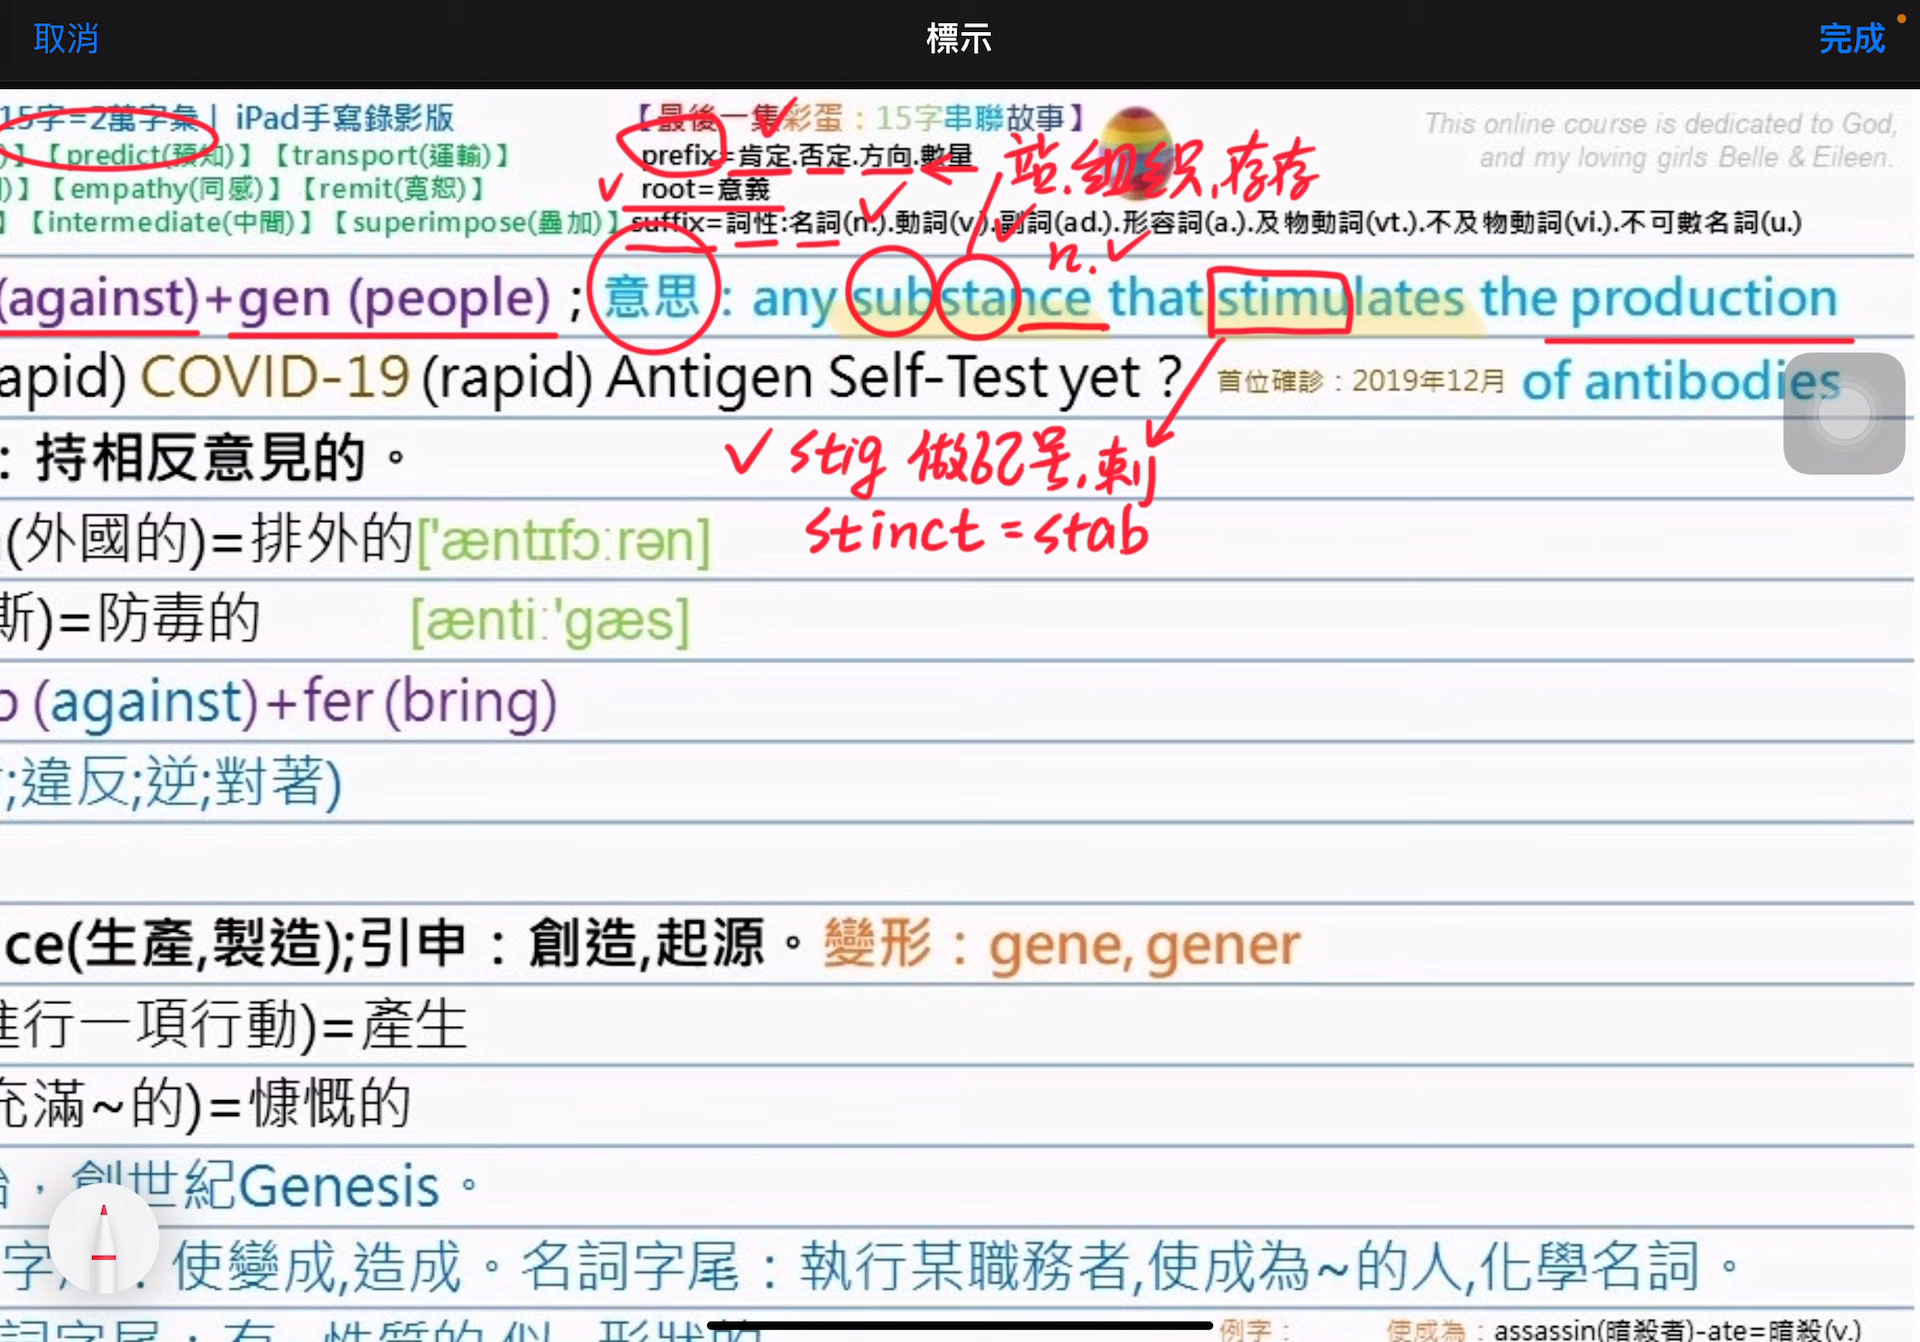 取消
標示
完成
15字=2萬字彙｜ iPad手寫錄影版
【最後一集彩蛋：15字串聯故事】
This online course is dedicated to God,
and my loving girls Belle & Eileen.
)】【predict(預知)】【transport(運輸)】
prefix=肯定.否定.方向.數量
站.组织,存存
)】【empathy(同感)】【remit(寬恕)】
root=意義
】【intermediate(中間)】【superimpose(疊加)】
suffix=詞性:名詞(n.).動詞(v.).副詞(ad.).形容詞(a.).及物動詞(vt.).不及物動詞(vi.).不可數名詞(u.)
n.
(against)+gen (people)；意思：any substance that stimulates the production
of antibodies
apid) COVID-19 (rapid) Antigen Self-Test yet？ 首位確診：2019年12月
：持相反意見的。
stig 做記号,刺
stinct=stab
(外國的)=排外的['æntɪfɔːrən]
斯)=防毒的 [ænti:'gæs]
(against)+fer (bring)
;違反;逆;對著)
ce(生產,製造);引申：創造,起源。變形：gene, gener
進行一項行動)=產生
充滿~的)=慷慨的
，創世紀Genesis。
使變成,造成。名詞字尾：執行某職務者,使成為~的人,化學名詞。
例字： 使成為：assassin(暗殺者)-ate=暗殺(v.)